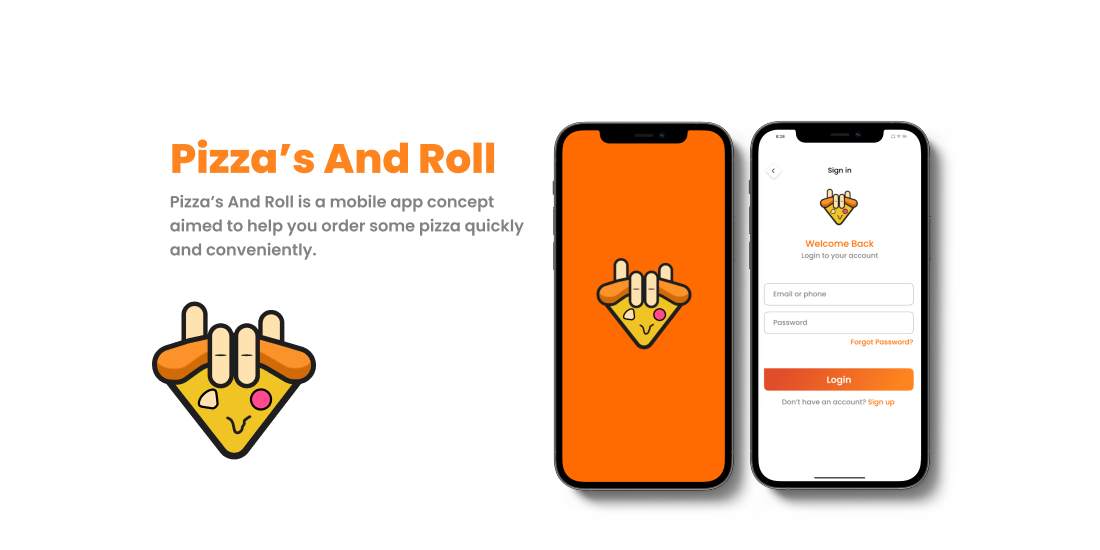 Pizza’s And Roll
Pizza’s And Roll is a mobile app concept
aimed to help you order some pizza quickly
and conveniently.
8:28
Sign in
Welcome Back
Login to your account
Email or phone
Password
Forgot Password?
Login
Don't have an account? Sign up